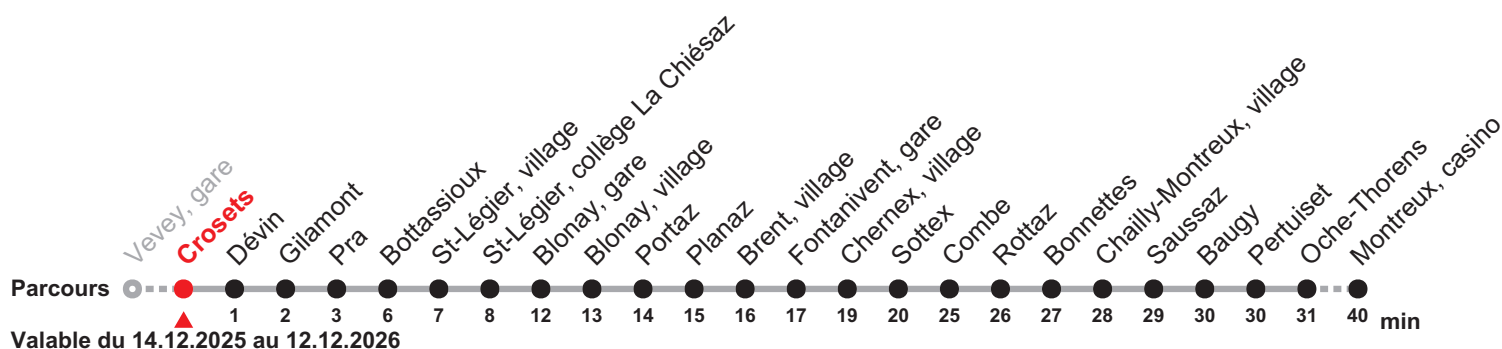 Vevey, gare
Crosets
Dévin
Gilamont
Pra
Bottassioux
St-Légier, village
St-Légier, collège La Chiésaz
Blonay, gare
Blonay, village
Portaz
Planaz
Brent, village
Fontanivent, gare
Chernex, village
Sottex
Combe
Rottaz
Bonnettes
Chailly-Montreux, village
Saussaz
Baugy
Pertuiset
Oche-Thorens
Montreux, casino
Parcours
1 2 3 6 7 8 12 13 14 15 16 17 19 20 25 26 27 28 29 30 30 31 40 min
Valable du 14.12.2025 au 12.12.2026